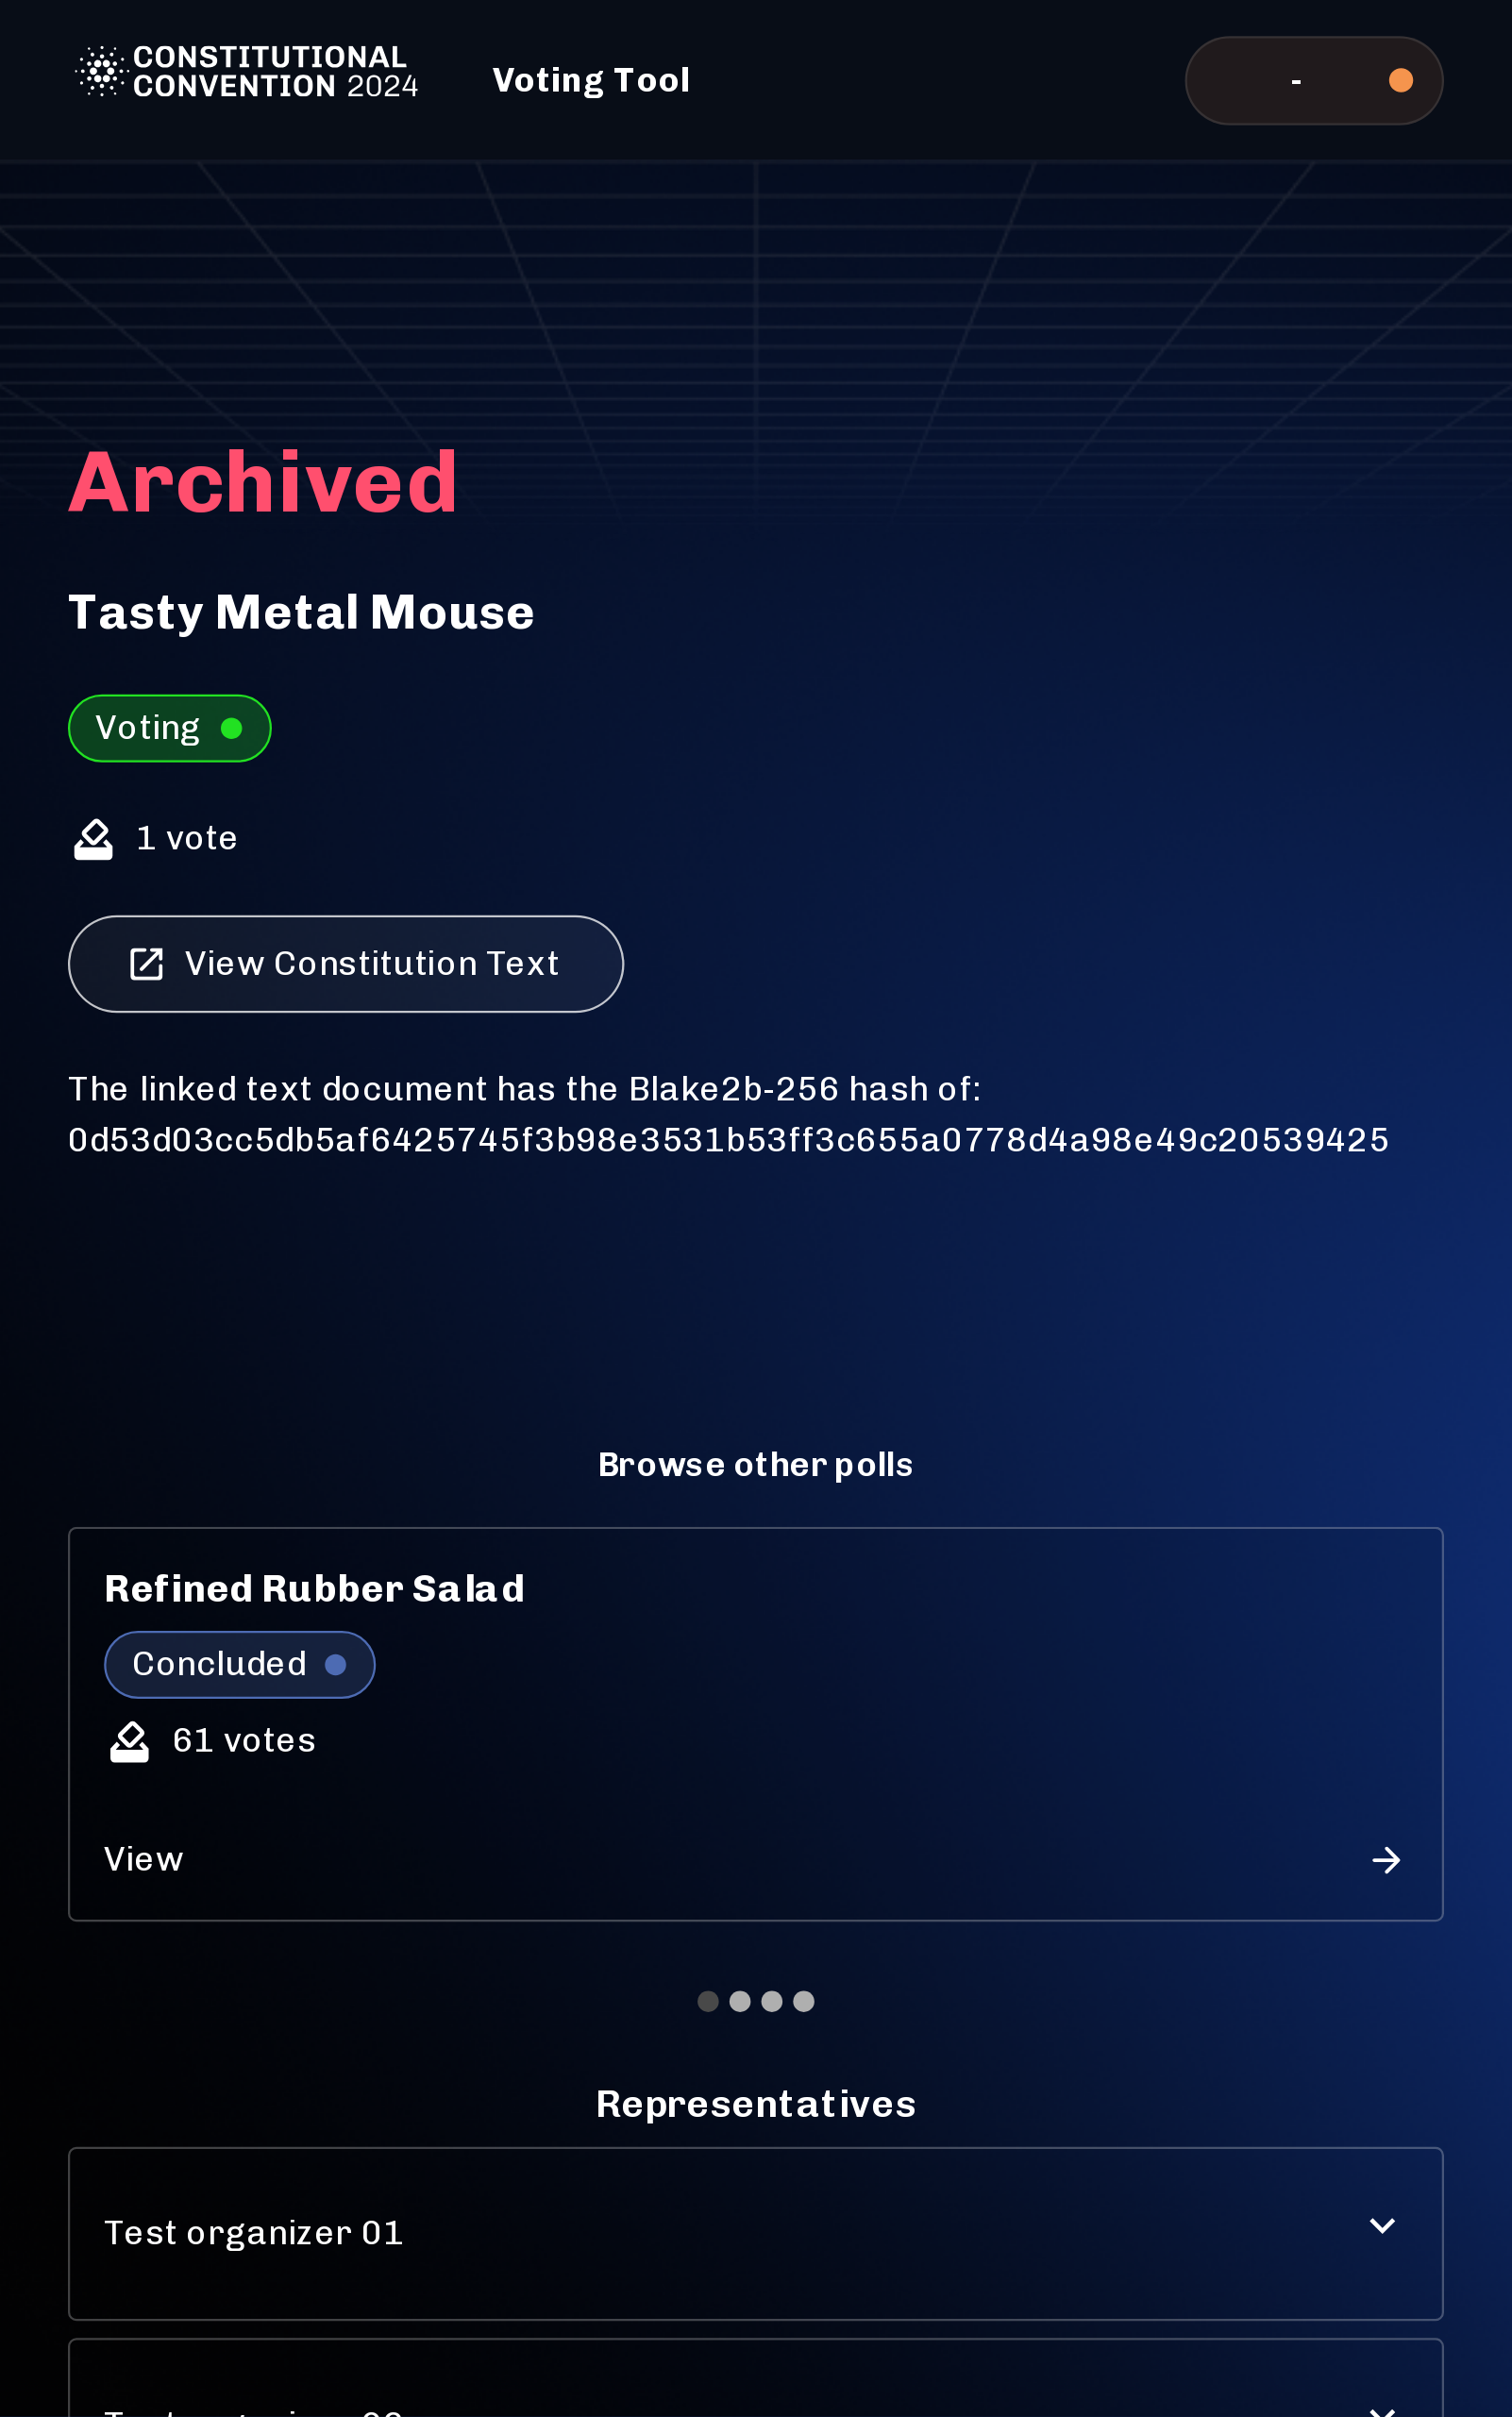 CONSTITUTIONAL
CONVENTION 2024
Voting Tool
-
Archived
Tasty Metal Mouse
Voting
1 vote
View Constitution Text
The linked text document has the Blake2b-256 hash of:
0d53d03cc5db5af6425745f3b98e3531b53ff3c655a0778d4a98e49c20539425
Browse other polls
Refined Rubber Salad
Concluded
61 votes
View
Representatives
Test organizer 01